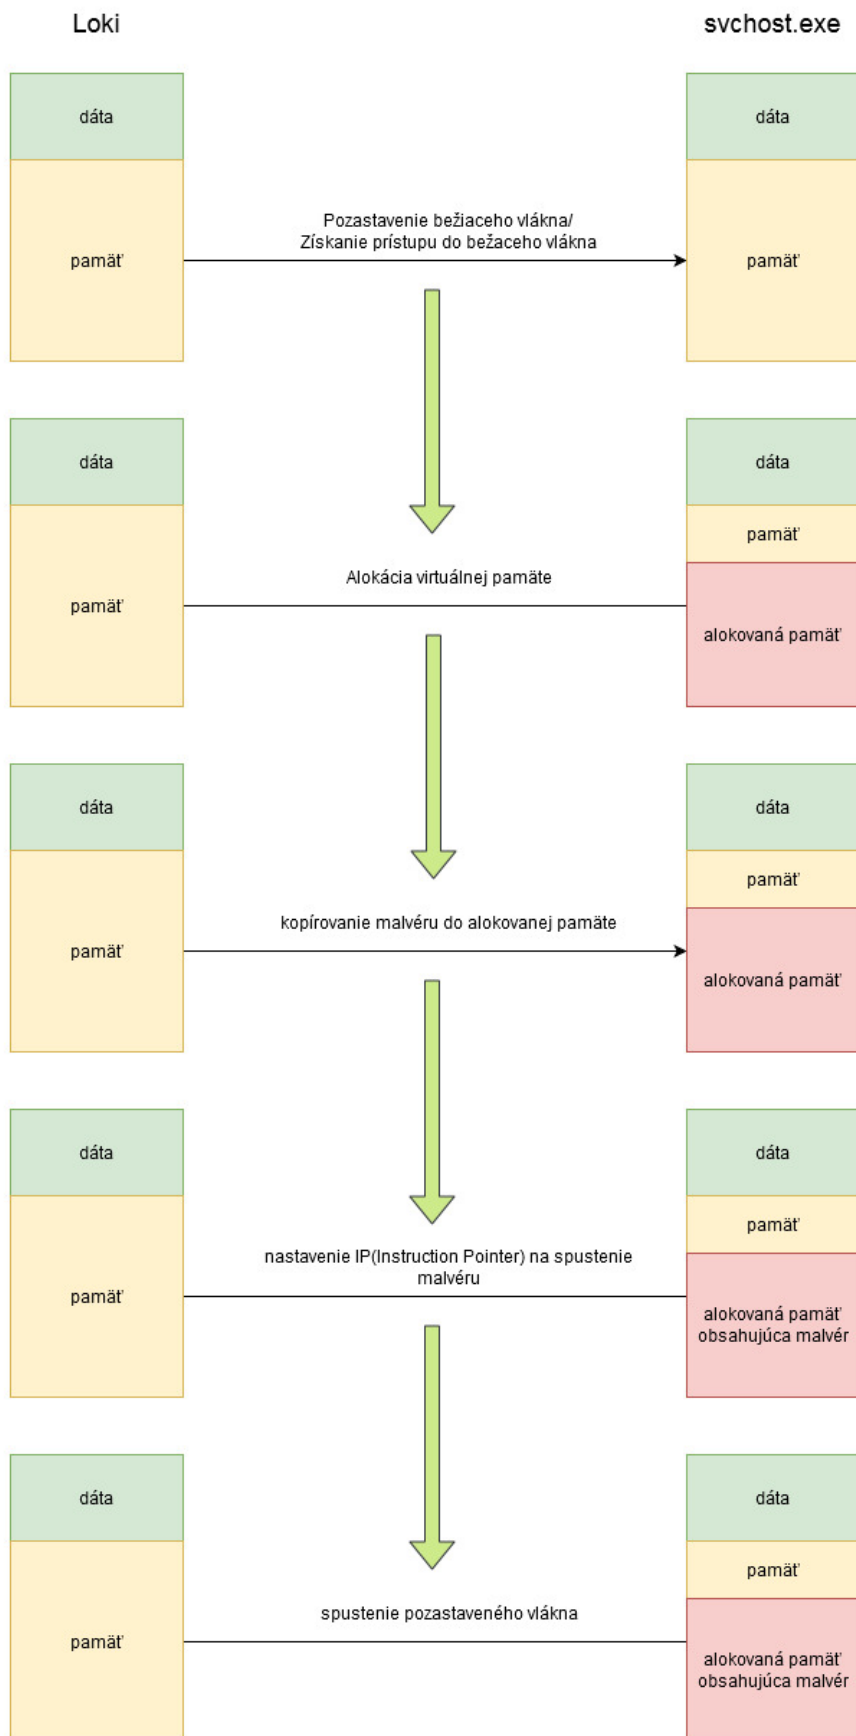 Loki
svchost.exe
dáta
dáta
Pozastavenie bežiaceho vlákna/
Získanie prístupu do bežaceho vlákna
pamäť
pamäť
dáta
dáta
pamäť
Alokácia virtuálnej pamäte
pamäť
alokovaná pamäť
dáta
dáta
pamäť
kopírovanie malvéru do alokovanej pamäte
pamäť
alokovaná pamäť
dáta
dáta
pamäť
nastavenie IP(Instruction Pointer) na spustenie
malvéru
pamäť
alokovaná pamäť
obsahujúca malvér
dáta
dáta
pamäť
spustenie pozastaveného vlákna
pamäť
alokovaná pamäť
obsahujúca malvér